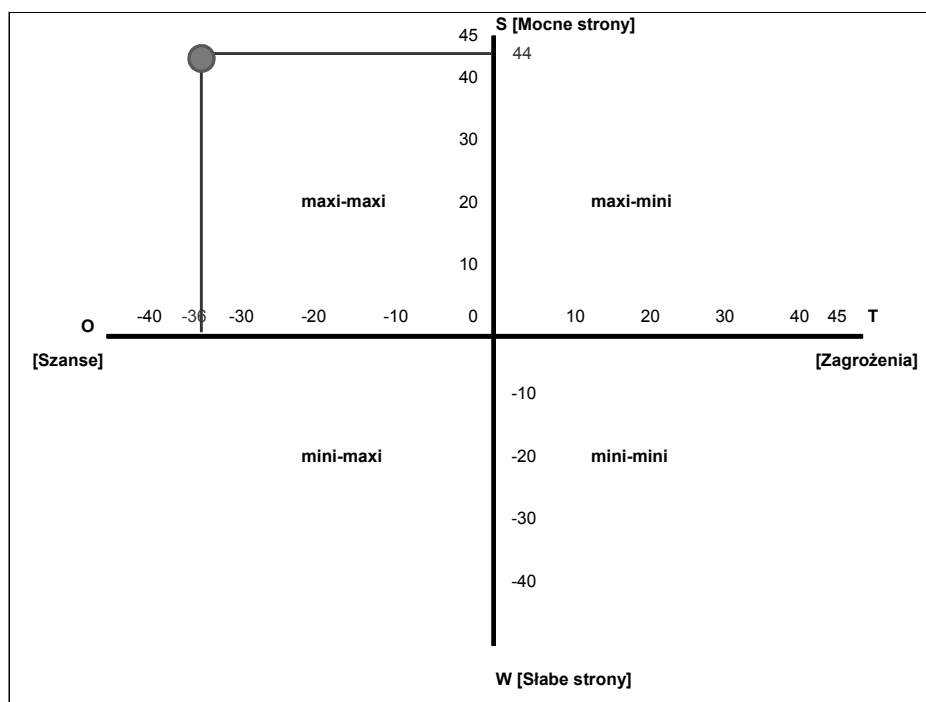 S [Mocne strony]
45
44
40
30
maxi-maxi
20
maxi-mini
10
O
-40 -36 -30 -20 -10 0 10 20 30 40 45 T
[Szanse]
[Zagrożenia]
-10
mini-maxi
-20
mini-mini
-30
-40
W [Słabe strony]